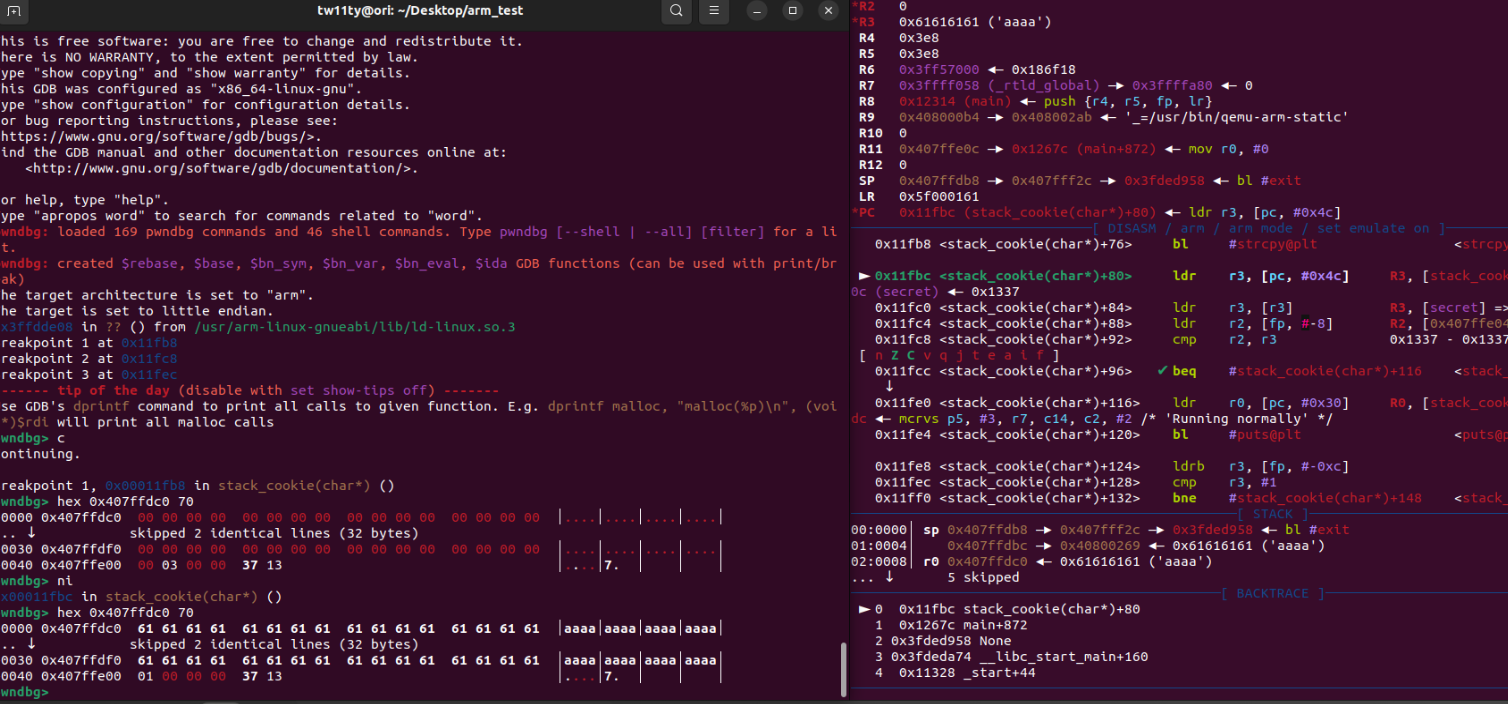 tw11ty@ori: ~/Desktop/arm_test
his is free software: you are free to change and redistribute it.
here is NO WARRANTY, to the extent permitted by law.
ype "show copying" and "show warranty" for details.
his GDB was configured as "x86_64-linux-gnu".
ype "show configuration" for configuration details.
or bug reporting instructions, please see:
https://www.gnu.org/software/gdb/bugs/>.
ind the GDB manual and other documentation resources online at:
<http://www.gnu.org/software/gdb/documentation/>.
or help, type "help".
ype "apropos word" to search for commands related to "word".
wndbg: loaded 169 pwndbg commands and 46 shell commands. Type pwndbg [--shell | --all] [filter] for a li
t.
wndbg: created $rebase, $base, $bn_sym, $bn_var, $bn_eval, $ida GDB functions (can be used with print/br
ak)
he target architecture is set to "arm".
he target is set to little endian.
x3ffdde08 in ?? () from /usr/arm-linux-gnueabi/lib/ld-linux.so.3
reakpoint 1 at 0x11fb8
reakpoint 2 at 0x11fc8
reakpoint 3 at 0x11fec
------ tip of the day (disable with set show-tips off) -------
se GDB's dprintf command to print all calls to given function. E.g. dprintf malloc, "malloc(%p)\n", (voi
*)$rdi will print all malloc calls
wndbg> c
ontinuing.
reakpoint 1, 0x00011fb8 in stack_cookie(char*) ()
wndbg> hex 0x407ffdc0 70
0000 0x407ffdc0 00 00 00 00 00 00 00 00 00 00 00 00 00 00 00 00 |....|....|....|....|
.. ↓ skipped 2 identical lines (32 bytes)
0030 0x407ffdf0 00 00 00 00 00 00 00 00 00 00 00 00 00 00 00 00 |....|....|....|....|
0040 0x407ffe00 00 03 00 00 37 13 |....|7. | |
wndbg> ni
x00011fbc in stack_cookie(char*) ()
wndbg> hex 0x407ffdc0 70
0000 0x407ffdc0 61 61 61 61 61 61 61 61 61 61 61 61 61 61 61 61 |aaaa|aaaa|aaaa|aaaa|
.. ↓ skipped 2 identical lines (32 bytes)
0030 0x407ffdf0 61 61 61 61 61 61 61 61 61 61 61 61 61 61 61 61 |aaaa|aaaa|aaaa|aaaa|
0040 0x407ffe00 01 00 00 00 37 13 |....|7. | |
wndbg>
*R2 0
*R3 0x61616161 ('aaaa')
R4 0x3e8
R5 0x3e8
R6 0x3ff57000 ◂— 0x186f18
R7 0x3ffff058 (_rtld_global) —▸ 0x3ffffa80 ◂— 0
R8 0x12314 (main) ◂— push {r4, r5, fp, lr}
R9 0x408000b4 —▸ 0x408002ab ◂— '_=/usr/bin/qemu-arm-static'
R10 0
R11 0x407ffe0c —▸ 0x1267c (main+872) ◂— mov r0, #0
R12 0
SP 0x407ffdb8 —▸ 0x407fff2c —▸ 0x3fded958 ◂— bl #exit
LR 0x5f000161
*PC 0x11fbc (stack_cookie(char*)+80) ◂— ldr r3, [pc, #0x4c]
[ DISASM / arm / arm mode / set emulate on ]
0x11fb8 <stack_cookie(char*)+76> bl #strcpy@plt <strcpy
► 0x11fbc <stack_cookie(char*)+80> ldr r3, [pc, #0x4c] R3, [stack_cook
0c (secret) ◂— 0x1337
0x11fc0 <stack_cookie(char*)+84> ldr r3, [r3] R3, [secret] =>
0x11fc4 <stack_cookie(char*)+88> ldr r2, [fp, #-8] R2, [0x407ffe04
0x11fc8 <stack_cookie(char*)+92> cmp r2, r3 0x1337 - 0x1337
[ n Z C v q j t e a i f ]
0x11fcc <stack_cookie(char*)+96> ✔ beq #stack_cookie(char*)+116 <stack_
↓
0x11fe0 <stack_cookie(char*)+116> ldr r0, [pc, #0x30] R0, [stack_cook
dc ◂— mcrvs p5, #3, r7, c14, c2, #2 /* 'Running normally' */
0x11fe4 <stack_cookie(char*)+120> bl #puts@plt <puts@p
0x11fe8 <stack_cookie(char*)+124> ldrb r3, [fp, #-0xc]
0x11fec <stack_cookie(char*)+128> cmp r3, #1
0x11ff0 <stack_cookie(char*)+132> bne #stack_cookie(char*)+148 <stack_
[ STACK ]
00:0000│ sp 0x407ffdb8 —▸ 0x407fff2c —▸ 0x3fded958 ◂— bl #exit
01:0004│ 0x407ffdbc —▸ 0x40800269 ◂— 0x61616161 ('aaaa')
02:0008│ r0 0x407ffdc0 ◂— 0x61616161 ('aaaa')
... ↓ 5 skipped
[ BACKTRACE ]
► 0 0x11fbc stack_cookie(char*)+80
1 0x1267c main+872
2 0x3fded958 None
3 0x3fdeda74 __libc_start_main+160
4 0x11328 _start+44